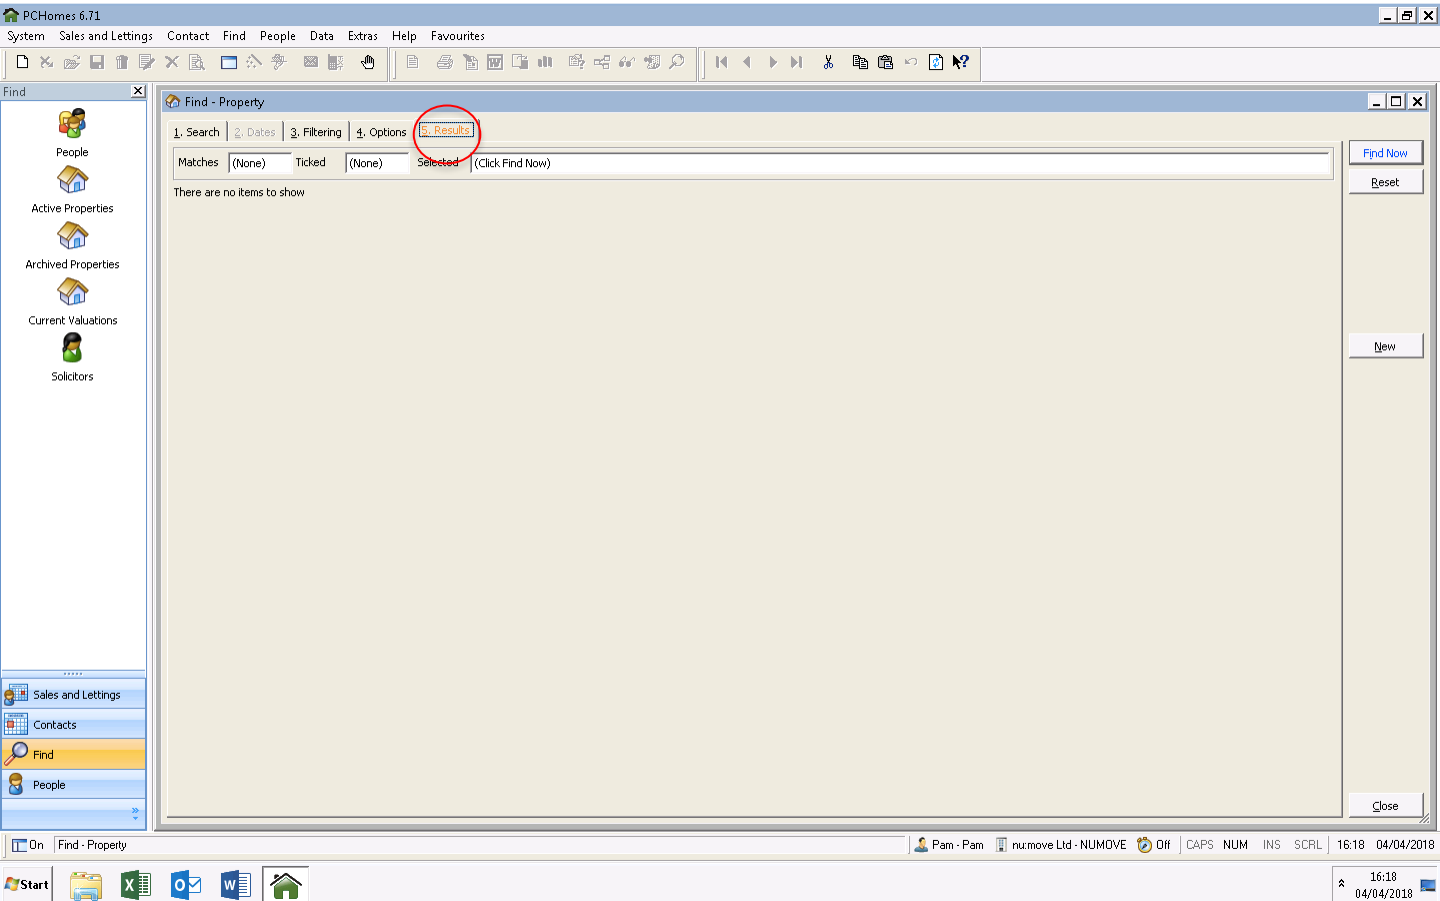 PCHomes 6.71
System Sales and Lettings Contact Find People Data Extras Help Favourites
Find
Find - Property
People
Active Properties
Archived Properties
Current Valuations
Solicitors
1. Search 2. Dates 3. Filtering 4. Options 5. Results
Matches (None) Ticked (None) Selected (Click Find Now)
There are no items to show
Find Now
Reset
New
Close
Sales and Lettings
Contacts
Find
People
On Find - Property Pam - Pam nu:move Ltd - NUMOVE Off CAPS NUM INS SCRL 16:18 04/04/2018
Start
16:18
04/04/2018